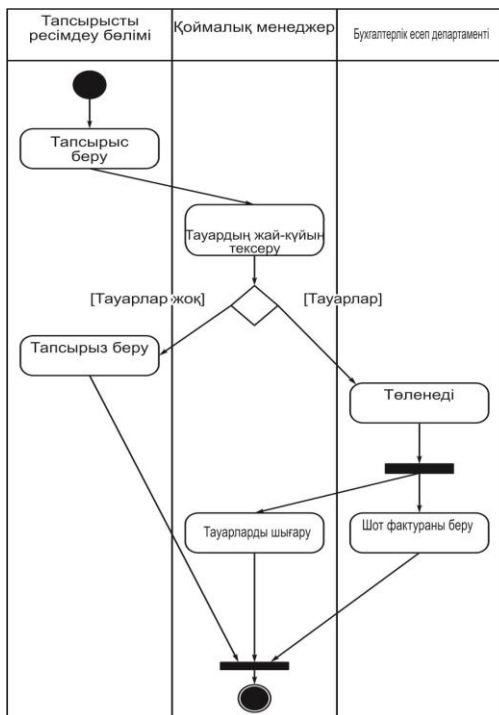 Тапсырысты
ресімдеу бөлімі
Қоймалық менеджер
Бухгалтерлік есеп департаменті
Тапсырыс
беру
Тауардың жай-күйын
тексеру
[Тауарлар жоқ]
[Тауарлар]
Тапсырыз беру
Төленеді
Тауарларды шығару
Шот фактураны беру